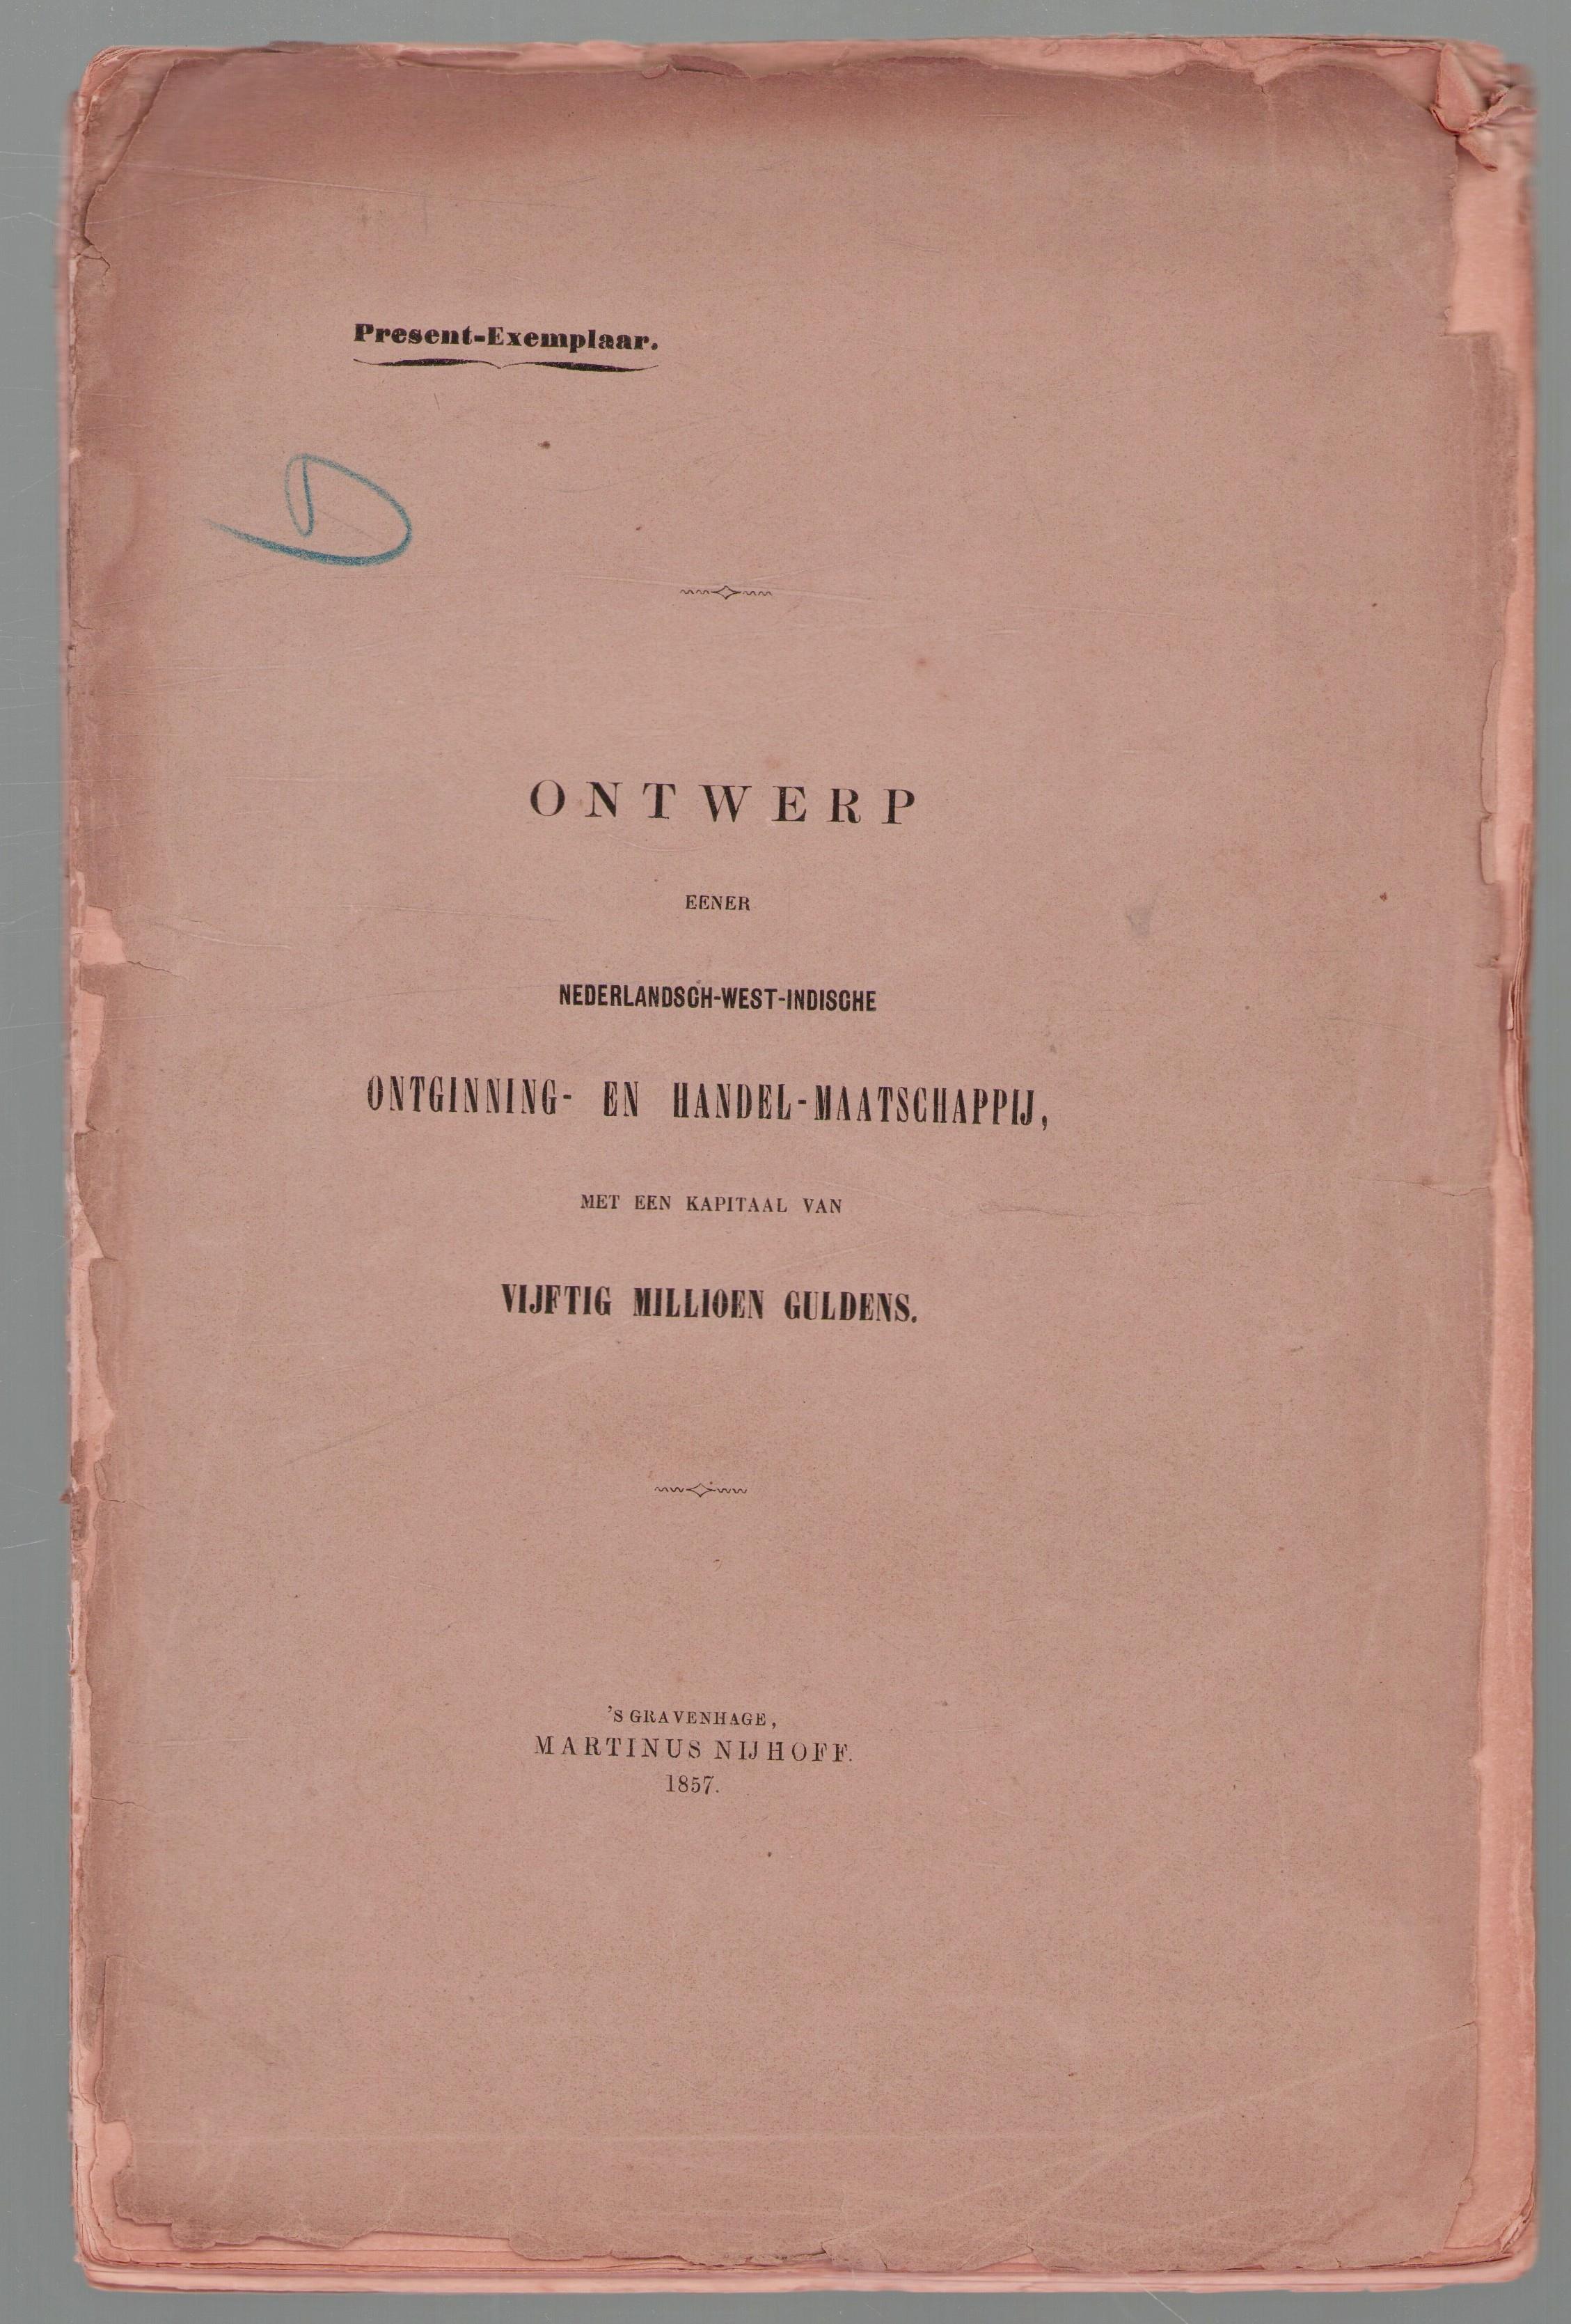 Present-Exemplaar.
D
ONTWERP
EENER
NEDERLANDSCH-WEST-INDISCHE
ONTGINNING- EN HANDEL-MAATSCHAPPIJ,
MET EEN KAPITAAL VAN
VIJFTIG MILLIOEN GULDENS.
'S GRAVENHAGE,
MARTINUS NIJHOFF.
1857.